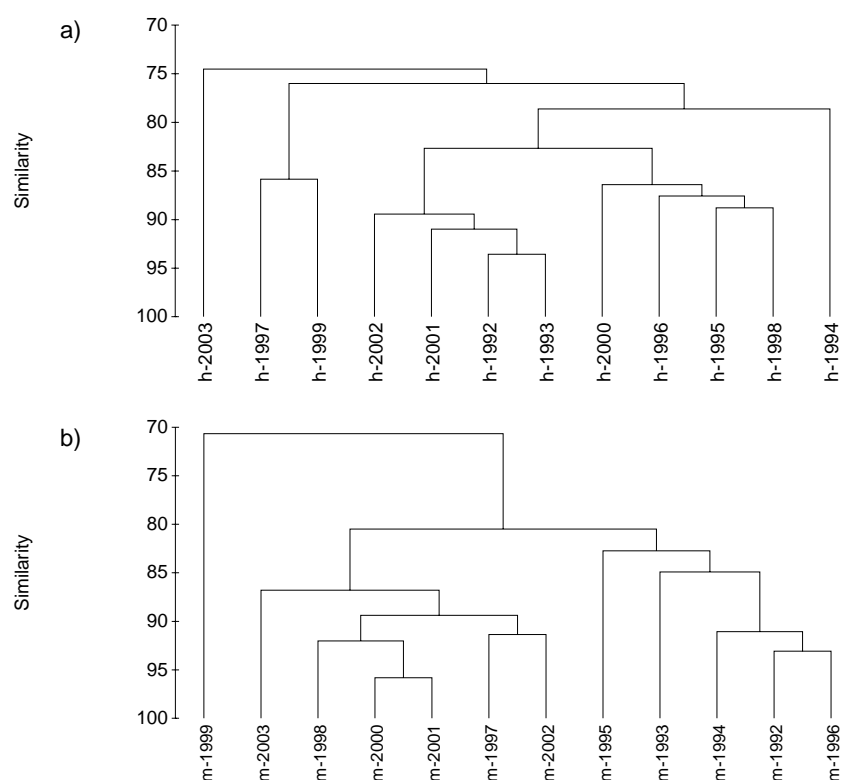 a)
Similarity
70
75
80
85
90
95
100
h-2003
h-1997
h-1999
h-2002
h-2001
h-1992
h-1993
h-2000
h-1996
h-1995
h-1998
h-1994
b)
Similarity
70
75
80
85
90
95
100
m-1999
m-2003
m-1998
m-2000
m-2001
m-1997
m-2002
m-1995
m-1993
m-1994
m-1992
m-1996